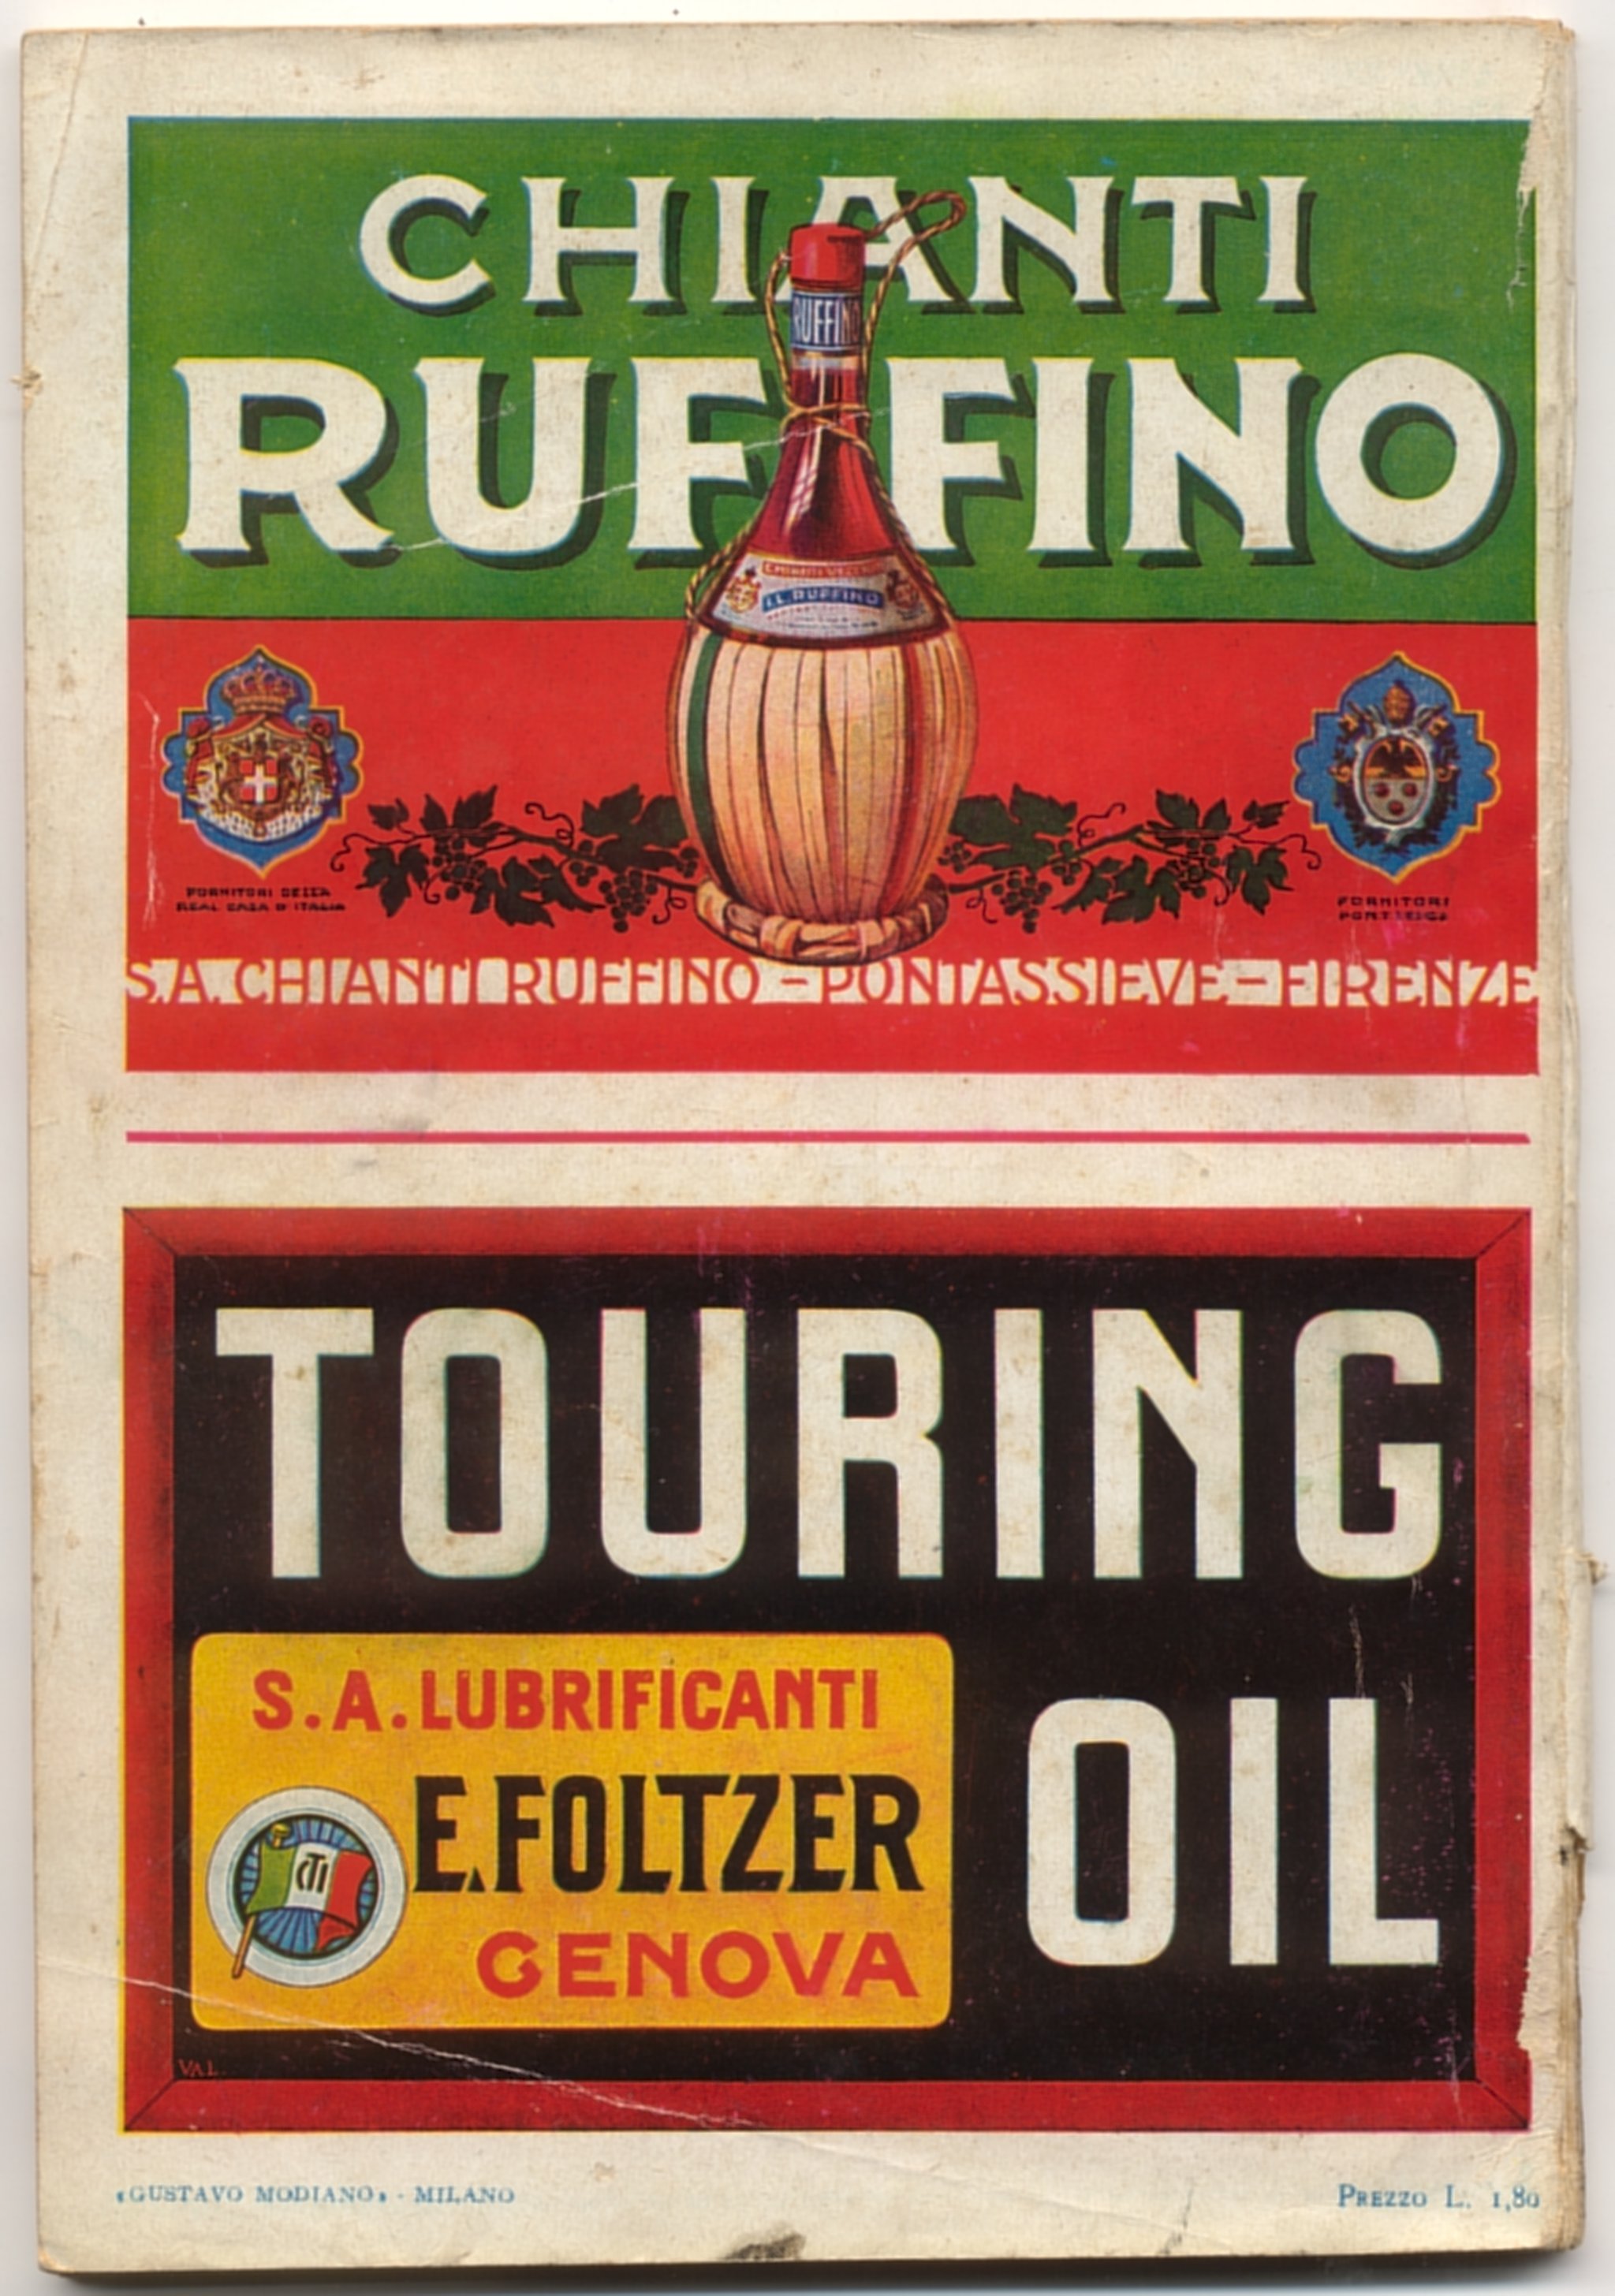 CHIANTI
RUFFINO
RUFFINO
CHIANTI VECCHIO
I.L. RUFFINO
FORNITORI DELLA
REAL CASA D'ITALIA
FORNITORI
PONTIFICI
S.A. CHIANTI RUFFINO - PONTASSIEVE - FIRENZE
TOURING
OIL
S.A. LUBRIFICANTI
E. FOLTZER
GENOVA
CTI
VAL
«GUSTAVO MODIANO» - MILANO
PREZZO L. 1,80